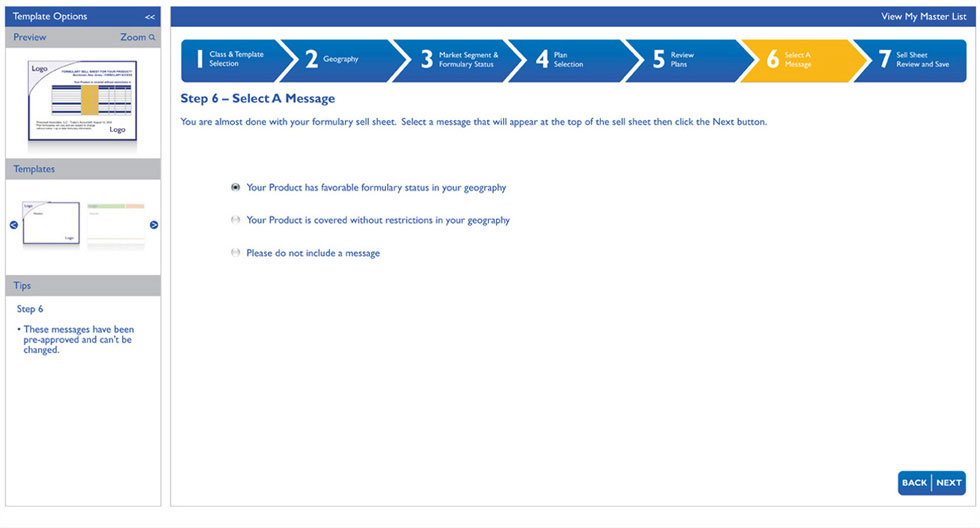 Template Options <<
View My Master List
Preview Zoom
Logo
FORMULARY SELL SHEET FOR YOUR PRODUCT
Logo
Templates
Logo
Logo
< >
Tips
Step 6
• These messages have been
pre-approved and can't be
changed.
1 Class & Template
Selection
2 Geography
3 Market Segment &
Formulary Status
4 Plan
Selection
5 Review
Plans
6 Select A
Message
7 Sell Sheet
Review and Save
Step 6 – Select A Message
You are almost done with your formulary sell sheet. Select a message that will appear at the top of the sell sheet then click the Next button.
Your Product has favorable formulary status in your geography
Your Product is covered without restrictions in your geography
Please do not include a message
BACK NEXT